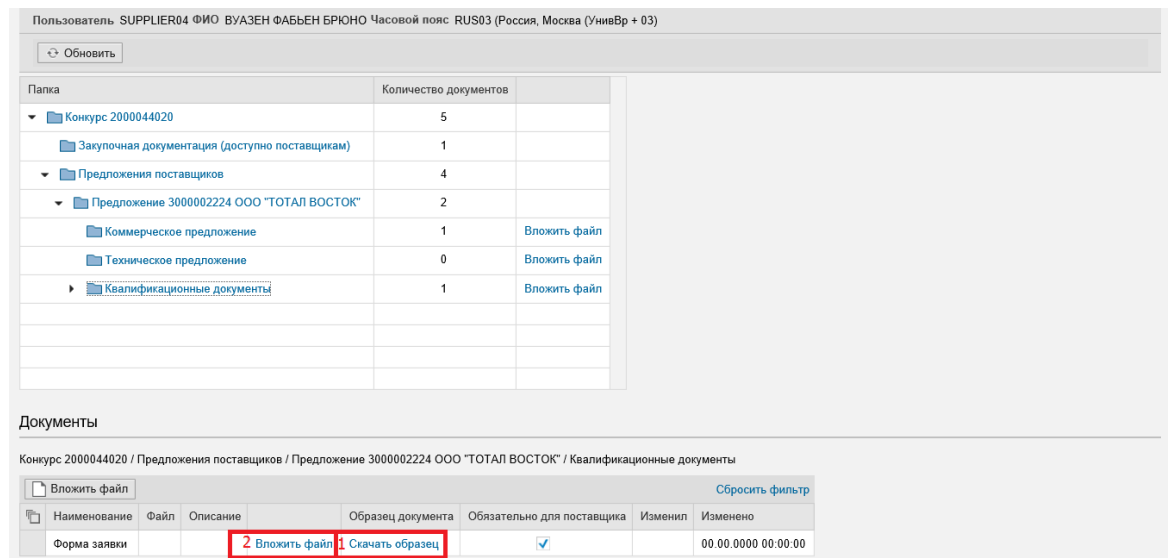 Пользователь SUPPLIER04 ФИО ВУАЗЕН ФАБЬЕН БРЮНО Часовой пояс RUS03 (Россия, Москва (УнивВр + 03)
Обновить
Папка Количество документов
Конкурс 2000044020 5
Закупочная документация (доступно поставщикам) 1
Предложения поставщиков 4
Предложение 3000002224 ООО "ТОТАЛ ВОСТОК" 2
Коммерческое предложение 1 Вложить файл
Техническое предложение 0 Вложить файл
Квалификационные документы 1 Вложить файл
Документы
Конкурс 2000044020 / Предложения поставщиков / Предложение 3000002224 ООО "ТОТАЛ ВОСТОК" / Квалификационные документы
Вложить файл Сбросить фильтр
Наименование Файл Описание Образец документа Обязательно для поставщика Изменил Изменено
Форма заявки 2 Вложить файл 1 Скачать образец 00.00.0000 00:00:00